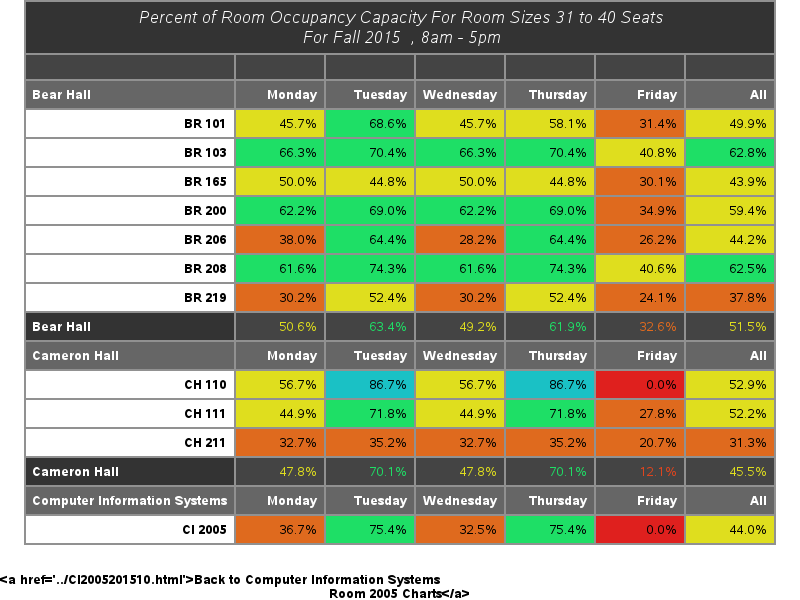 Percent of Room Occupancy Capacity For Room Sizes 31 to 40 Seats
For Fall 2015 , 8am - 5pm
Bear Hall Monday Tuesday Wednesday Thursday Friday All
BR 101 45.7% 68.6% 45.7% 58.1% 31.4% 49.9%
BR 103 66.3% 70.4% 66.3% 70.4% 40.8% 62.8%
BR 165 50.0% 44.8% 50.0% 44.8% 30.1% 43.9%
BR 200 62.2% 69.0% 62.2% 69.0% 34.9% 59.4%
BR 206 38.0% 64.4% 28.2% 64.4% 26.2% 44.2%
BR 208 61.6% 74.3% 61.6% 74.3% 40.6% 62.5%
BR 219 30.2% 52.4% 30.2% 52.4% 24.1% 37.8%
Bear Hall 50.6% 63.4% 49.2% 61.9% 32.6% 51.5%
Cameron Hall Monday Tuesday Wednesday Thursday Friday All
CH 110 56.7% 86.7% 56.7% 86.7% 0.0% 52.9%
CH 111 44.9% 71.8% 44.9% 71.8% 27.8% 52.2%
CH 211 32.7% 35.2% 32.7% 35.2% 20.7% 31.3%
Cameron Hall 47.8% 70.1% 47.8% 70.1% 12.1% 45.5%
Computer Information Systems Monday Tuesday Wednesday Thursday Friday All
CI 2005 36.7% 75.4% 32.5% 75.4% 0.0% 44.0%
<a href='../CI2005201510.html'>Back to Computer Information Systems
Room 2005 Charts</a>